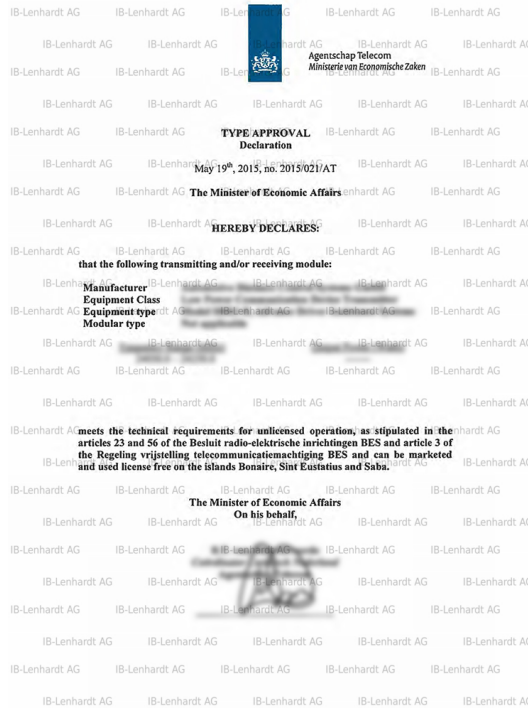 Agentschap Telecom
Ministerie van Economische Zaken
TYPE APPROVAL
Declaration
May 19th, 2015, no. 2015/021/AT
The Minister of Economic Affairs
HEREBY DECLARES:
that the following transmitting and/or receiving module:
Manufacturer
Equipment Class
Equipment type
Modular type
meets the technical requirements for unlicensed operation, as stipulated in the
articles 23 and 56 of the Besluit radio-elektrische inrichtingen BES and article 3 of
the Regeling vrijstelling telecommunicatiemachtiging BES and can be marketed
and used license free on the islands Bonaire, Sint Eustatius and Saba.
The Minister of Economic Affairs
On his behalf,
IB-Lenhardt AG